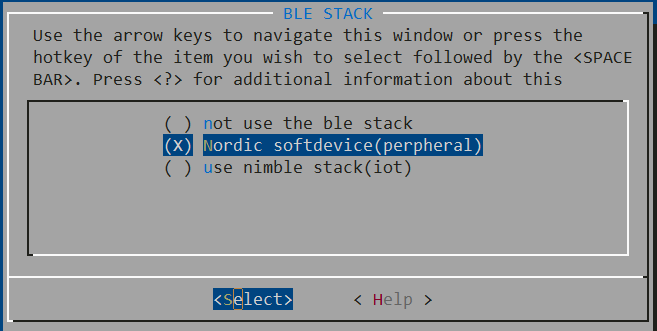 BLE STACK
Use the arrow keys to navigate this window or press the
hotkey of the item you wish to select followed by the <SPACE
BAR>. Press <?> for additional information about this
( ) not use the ble stack
(X) Nordic softdevice(perpheral)
( ) use nimble stack(iot)
<Select> < Help >